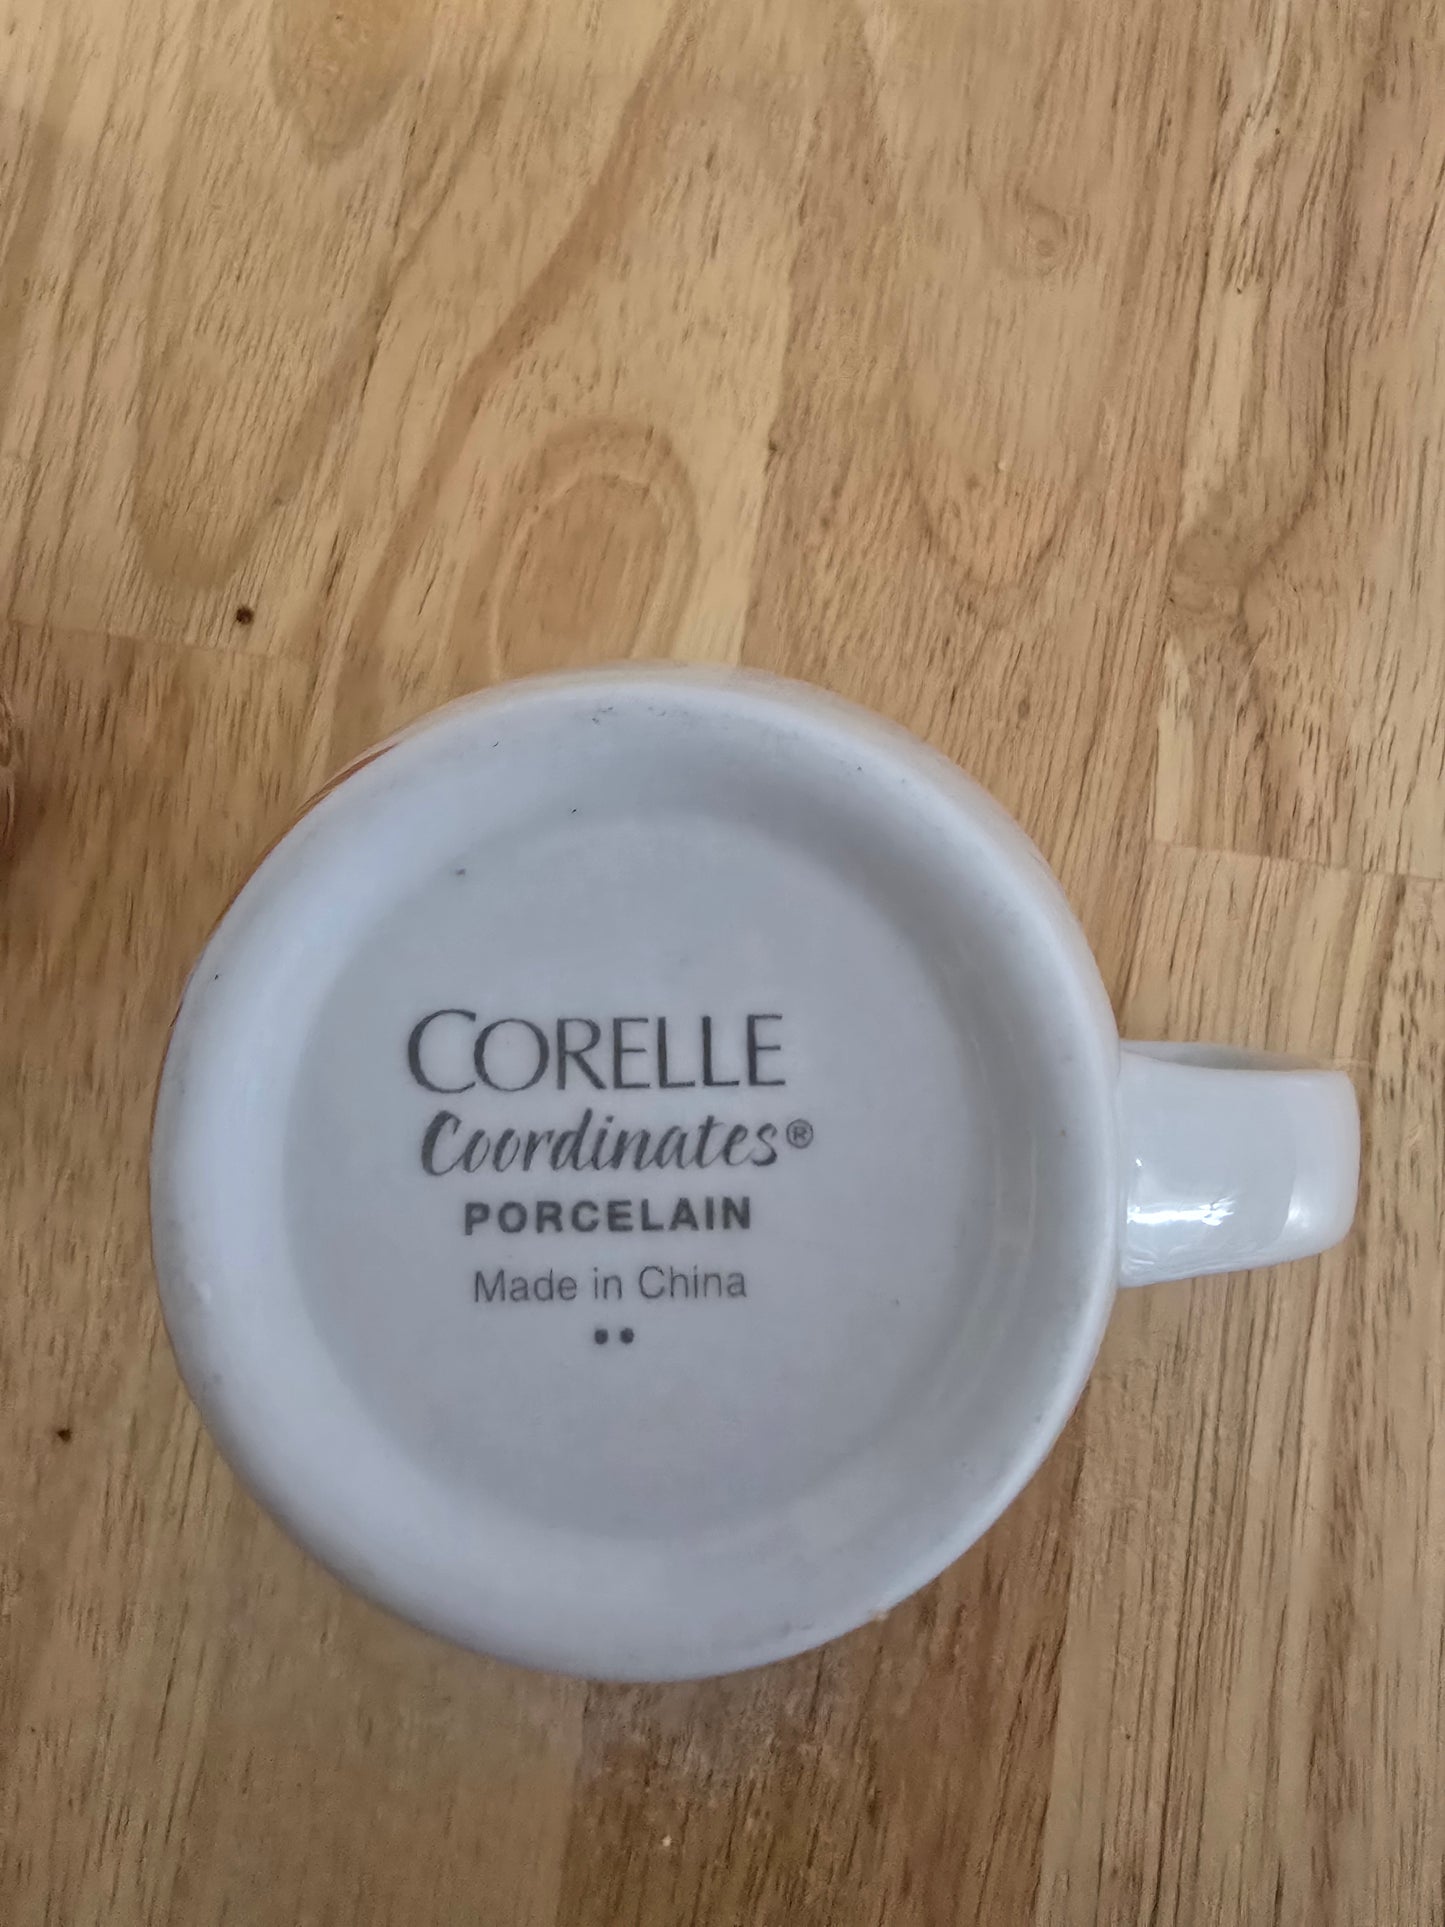 CORELLE
Coordinates®
PORCELAIN
Made in China
••